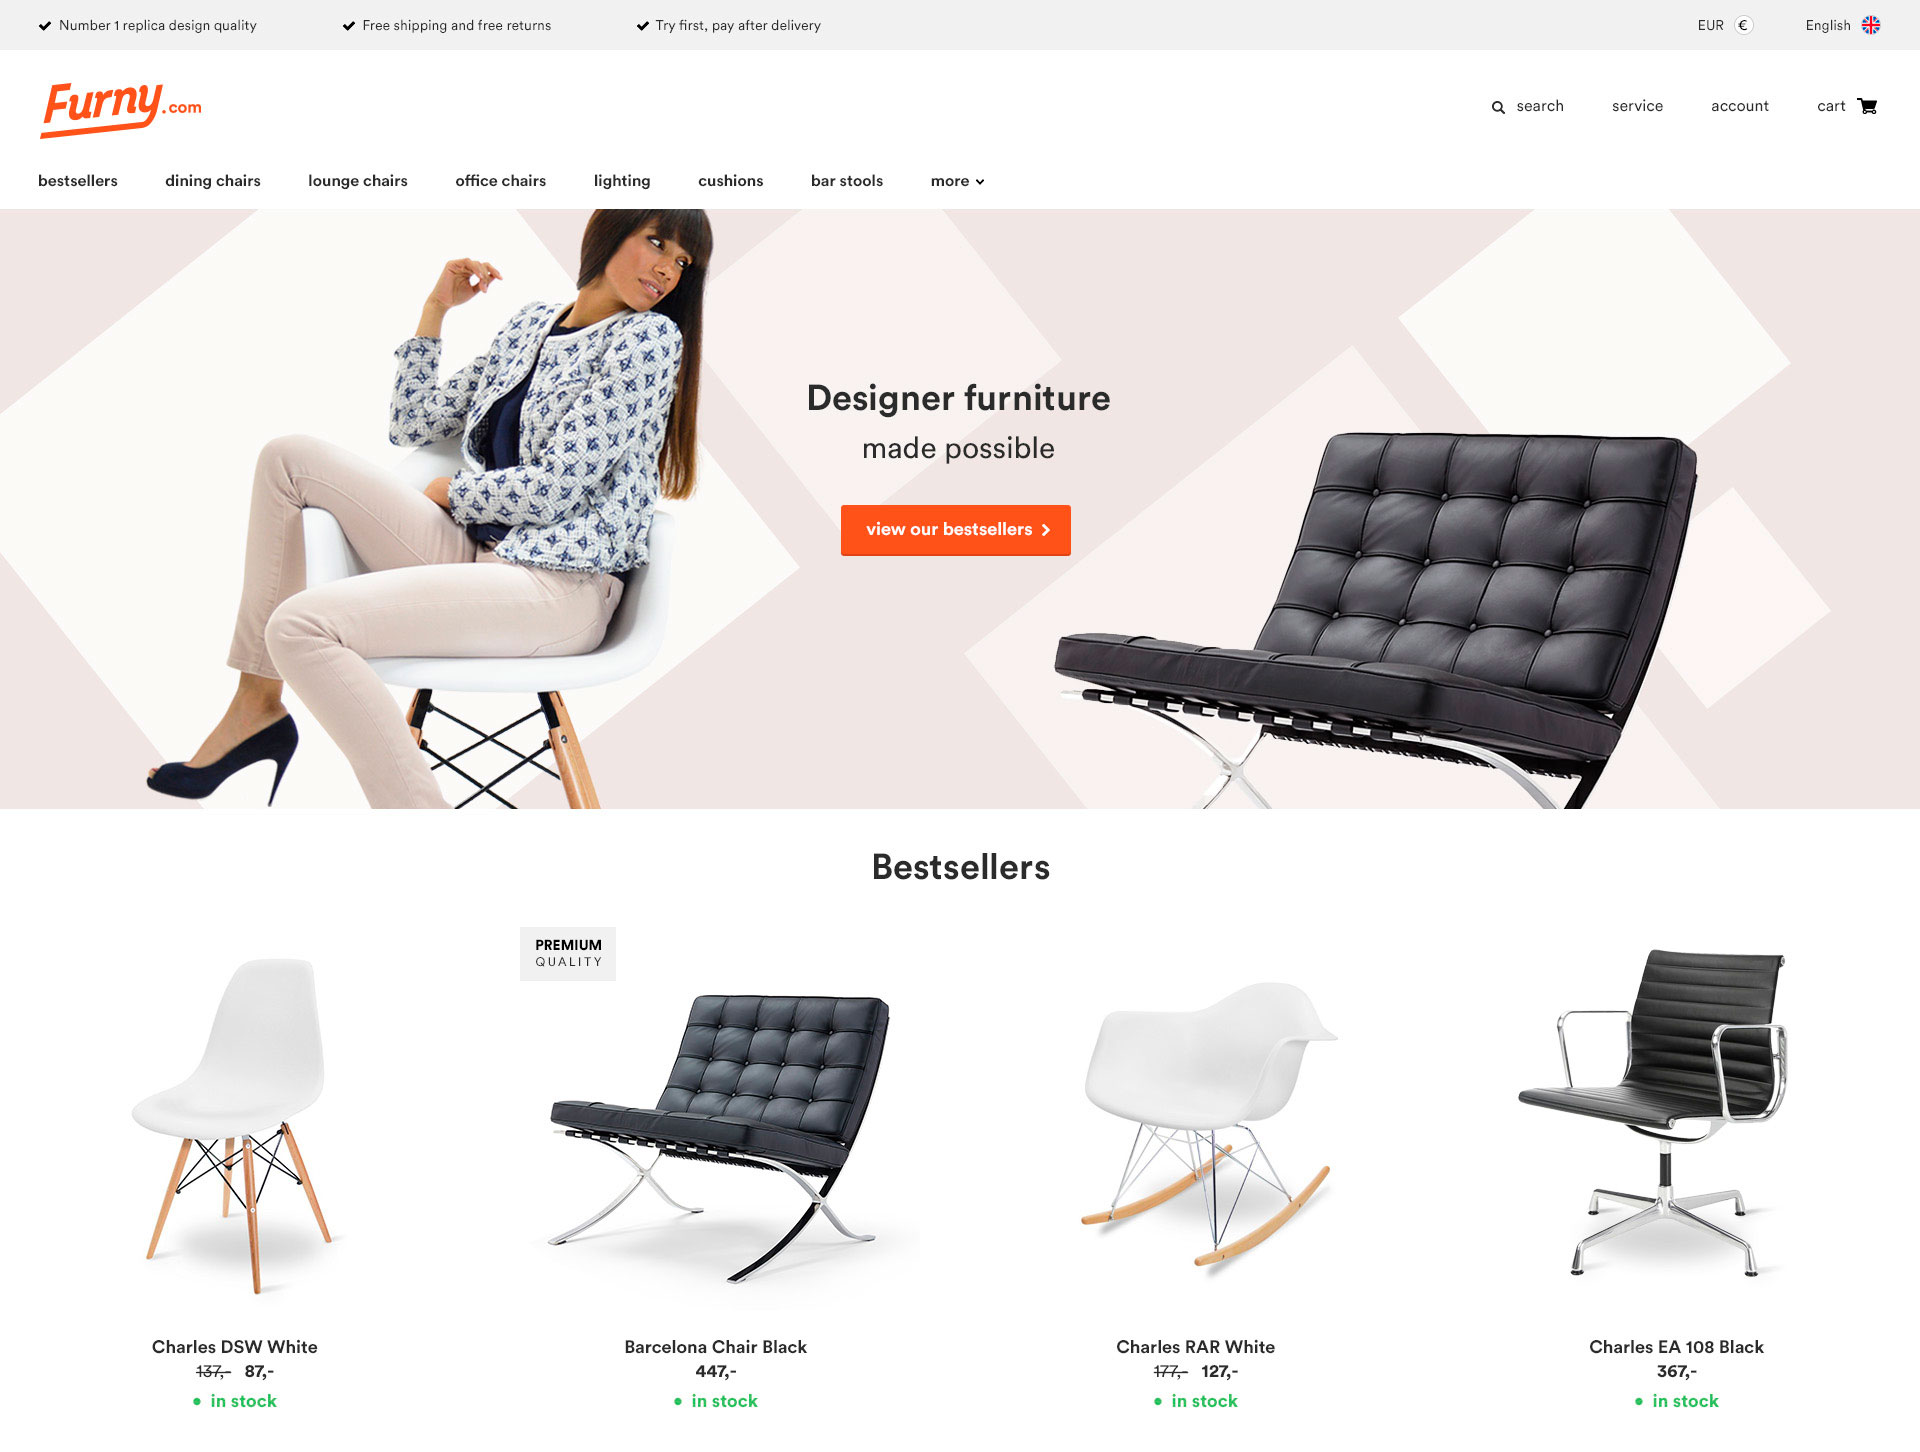 Number 1 replica design quality
Free shipping and free returns
Try first, pay after delivery
EUR €
English
Furny.com
search
service
account
cart
bestsellers
dining chairs
lounge chairs
office chairs
lighting
cushions
bar stools
more
Designer furniture
made possible
view our bestsellers
Bestsellers
PREMIUM
QUALITY
Charles DSW White
137,- 87,-
in stock
Barcelona Chair Black
447,-
in stock
Charles RAR White
177,- 127,-
in stock
Charles EA 108 Black
367,-
in stock